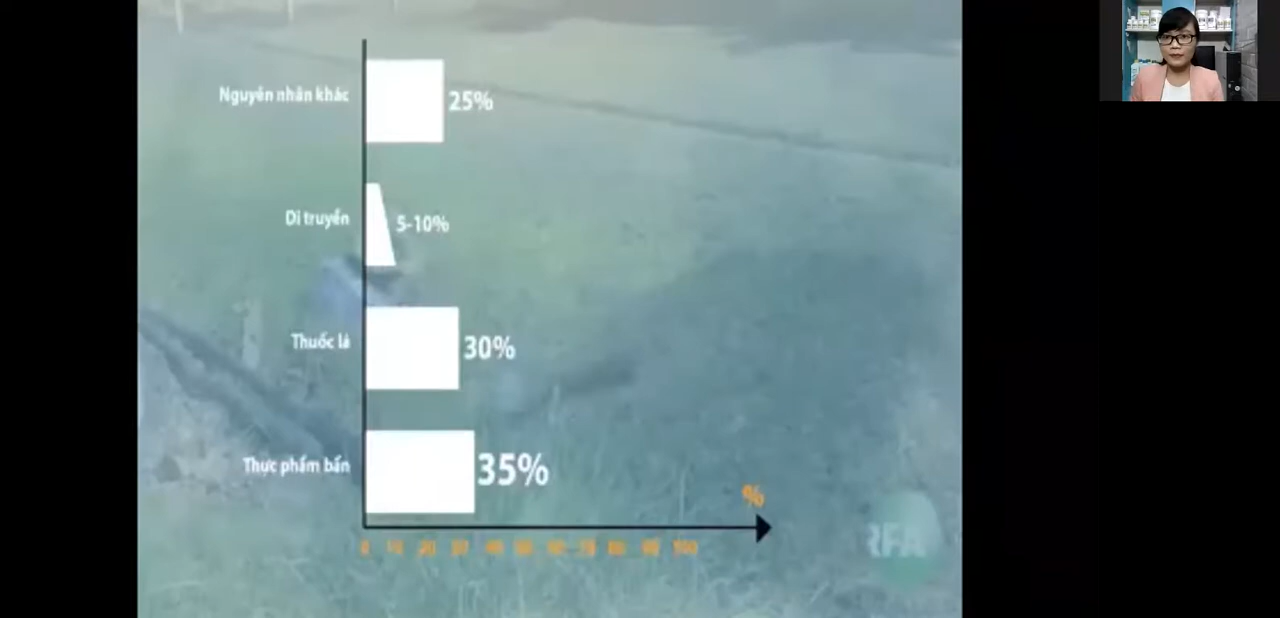 Nguyên nhân khác
25%
Di truyền
5-10%
Thuốc lá
30%
Thực phẩm bẩn
35%
%
0 10 20 30 40 50 60 70 80 90 100
RFA